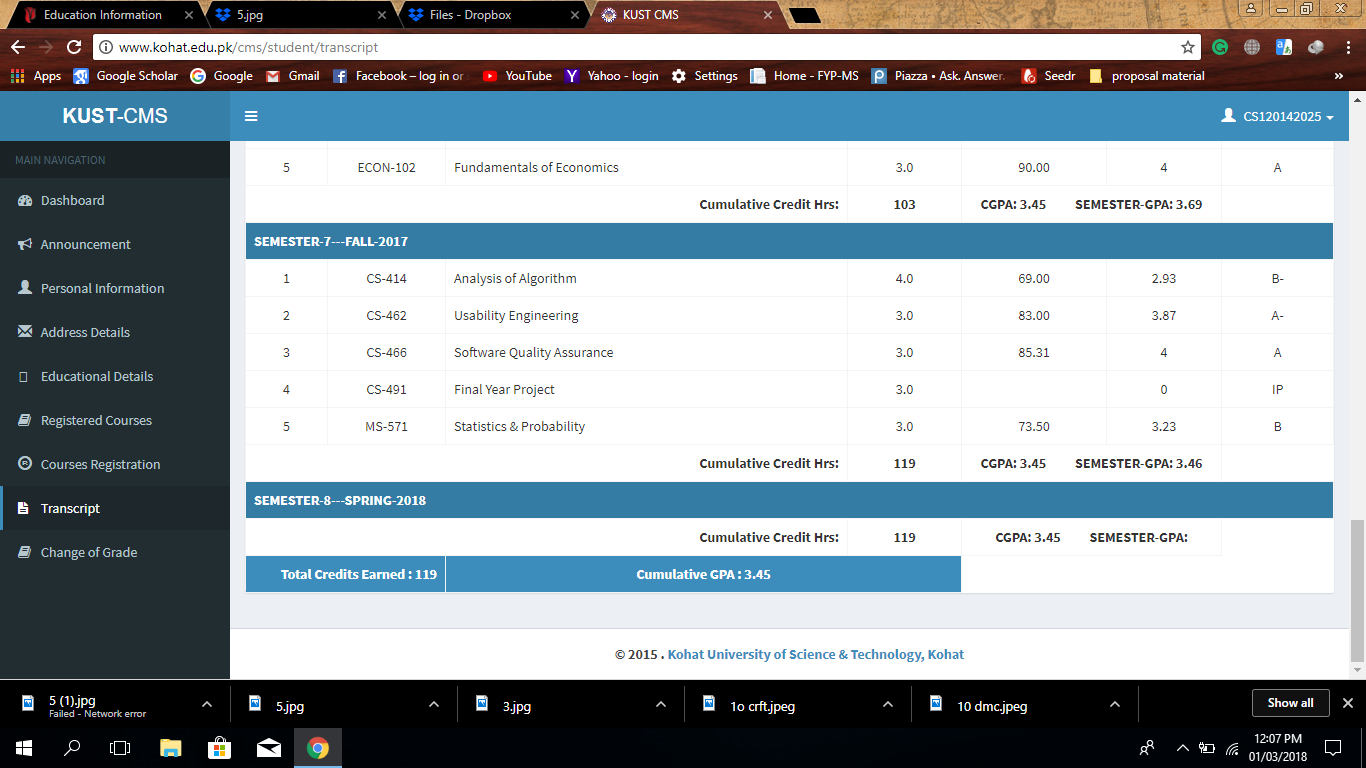 Education Information
5.jpg
Files - Dropbox
KUST CMS
www.kohat.edu.pk/cms/student/transcript
Apps
Google Scholar
Google
Gmail
Facebook – log in or
YouTube
Yahoo - login
Settings
Home - FYP-MS
Piazza • Ask. Answer.
Seedr
proposal material
»
KUST-CMS
CS120142025
MAIN NAVIGATION
Dashboard
Announcement
Personal Information
Address Details
Educational Details
Registered Courses
Courses Registration
Transcript
Change of Grade
5 ECON-102 Fundamentals of Economics 3.0 90.00 4 A
Cumulative Credit Hrs: 103 CGPA: 3.45 SEMESTER-GPA: 3.69
SEMESTER-7---FALL-2017
1 CS-414 Analysis of Algorithm 4.0 69.00 2.93 B-
2 CS-462 Usability Engineering 3.0 83.00 3.87 A-
3 CS-466 Software Quality Assurance 3.0 85.31 4 A
4 CS-491 Final Year Project 3.0 0 IP
5 MS-571 Statistics & Probability 3.0 73.50 3.23 B
Cumulative Credit Hrs: 119 CGPA: 3.45 SEMESTER-GPA: 3.46
SEMESTER-8---SPRING-2018
Cumulative Credit Hrs: 119 CGPA: 3.45 SEMESTER-GPA:
Total Credits Earned : 119 Cumulative GPA : 3.45
© 2015 . Kohat University of Science & Technology, Kohat
5 (1).jpg
Failed - Network error
5.jpg
3.jpg
1o crft.jpeg
10 dmc.jpeg
Show all
12:07 PM
01/03/2018